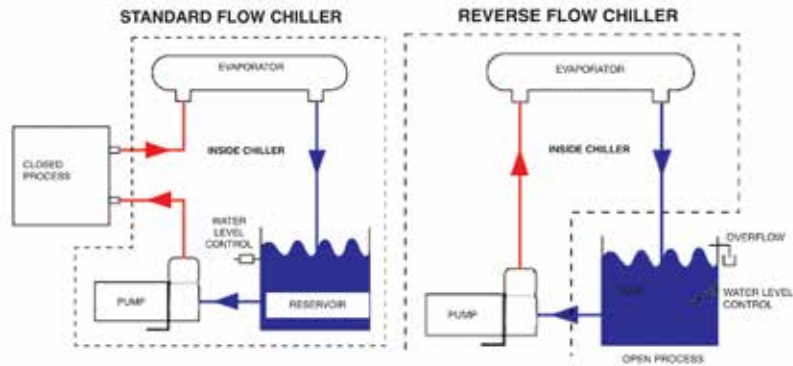 STANDARD FLOW CHILLER
EVAPORATOR
INSIDE CHILLER
CLOSED
PROCESS
WATER
LEVEL
CONTROL
PUMP
RESERVOIR
REVERSE FLOW CHILLER
EVAPORATOR
INSIDE CHILLER
OVERFLOW
WATER LEVEL
CONTROL
PUMP
OPEN PROCESS